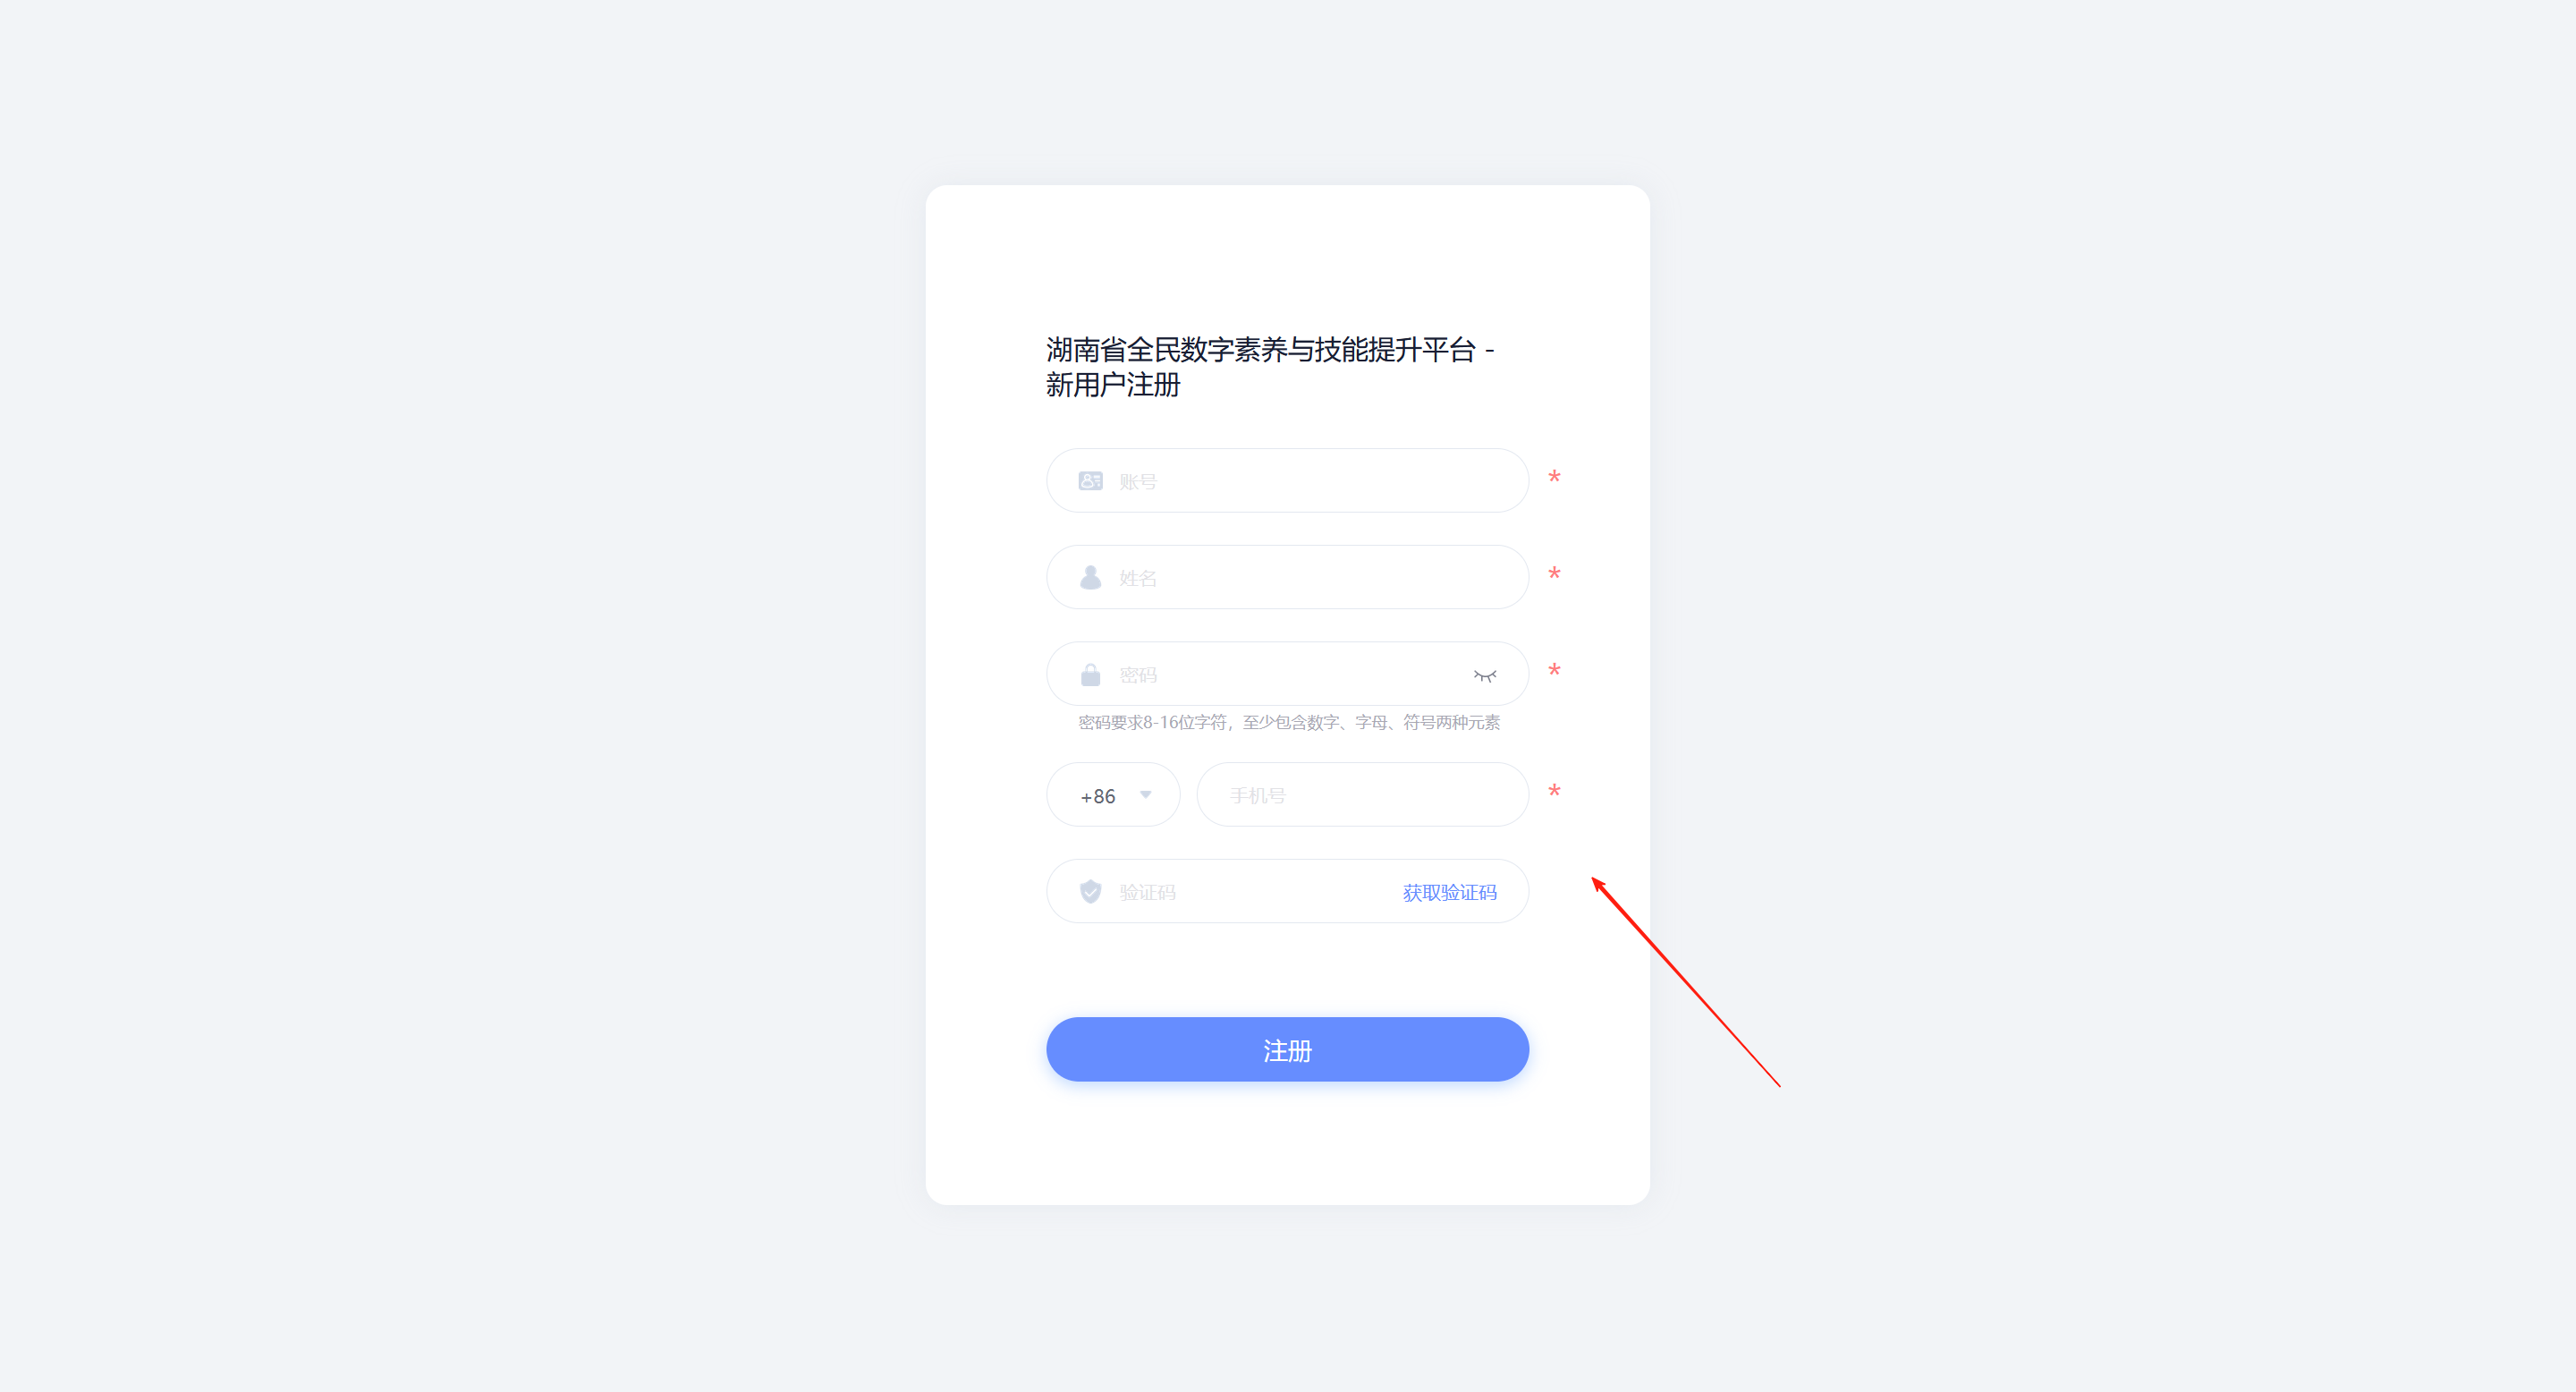 湖南省全民数字素养与技能提升平台 -
新用户注册
账号 *
姓名 *
密码 *
密码要求8-16位字符，至少包含数字、字母、符号两种元素
+86 手机号 *
验证码 获取验证码
注册